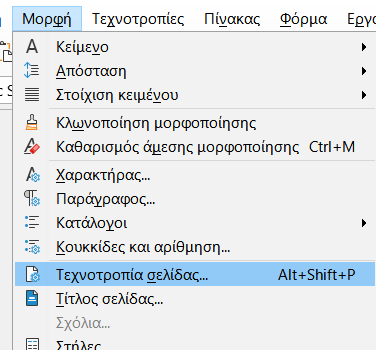 Μορφή Τεχνοτροπίες Πίνακας Φόρμα Εργ
Κείμενο
Απόσταση
Στοίχιση κειμένου
Κλωνοποίηση μορφοποίησης
Καθαρισμός άμεσης μορφοποίησης Ctrl+M
Χαρακτήρας...
Παράγραφος...
Κατάλογοι
Κουκκίδες και αρίθμηση...
Τεχνοτροπία σελίδας... Alt+Shift+P
Τίτλος σελίδας...
Σχόλια...
Στήλες